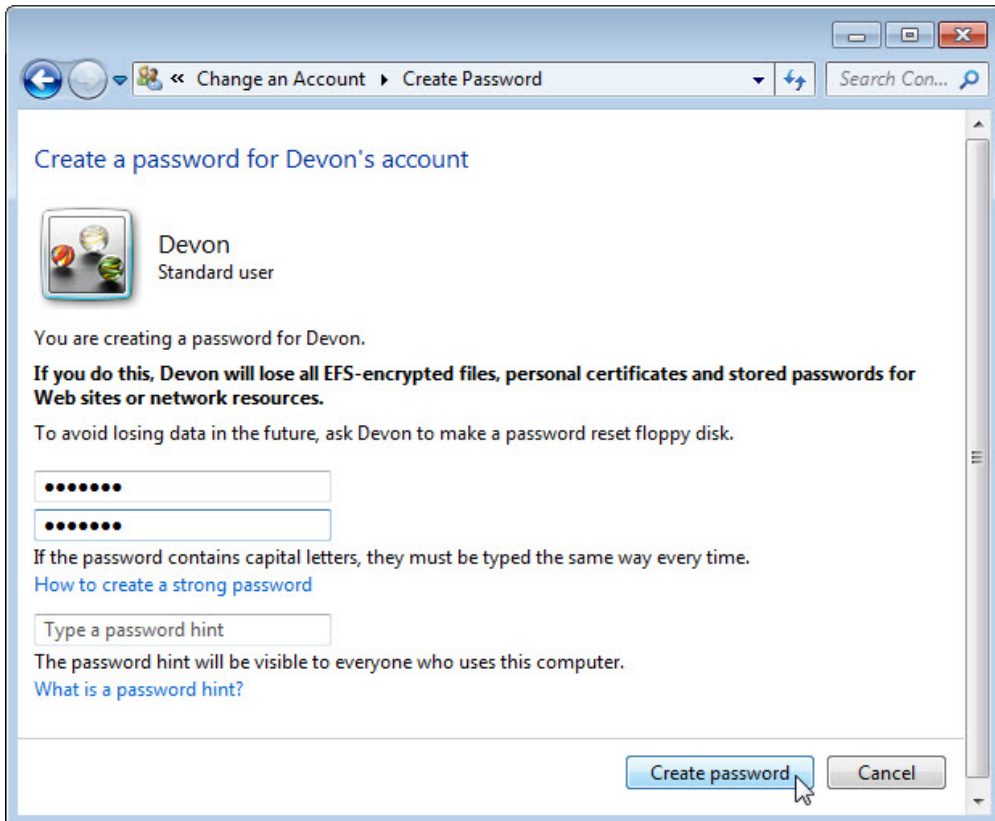 « Change an Account ▸ Create Password
Search Con...
Create a password for Devon's account
Devon
Standard user
You are creating a password for Devon.
If you do this, Devon will lose all EFS-encrypted files, personal certificates and stored passwords for
Web sites or network resources.
To avoid losing data in the future, ask Devon to make a password reset floppy disk.
•••••••
•••••••
If the password contains capital letters, they must be typed the same way every time.
How to create a strong password
Type a password hint
The password hint will be visible to everyone who uses this computer.
What is a password hint?
Create password
Cancel